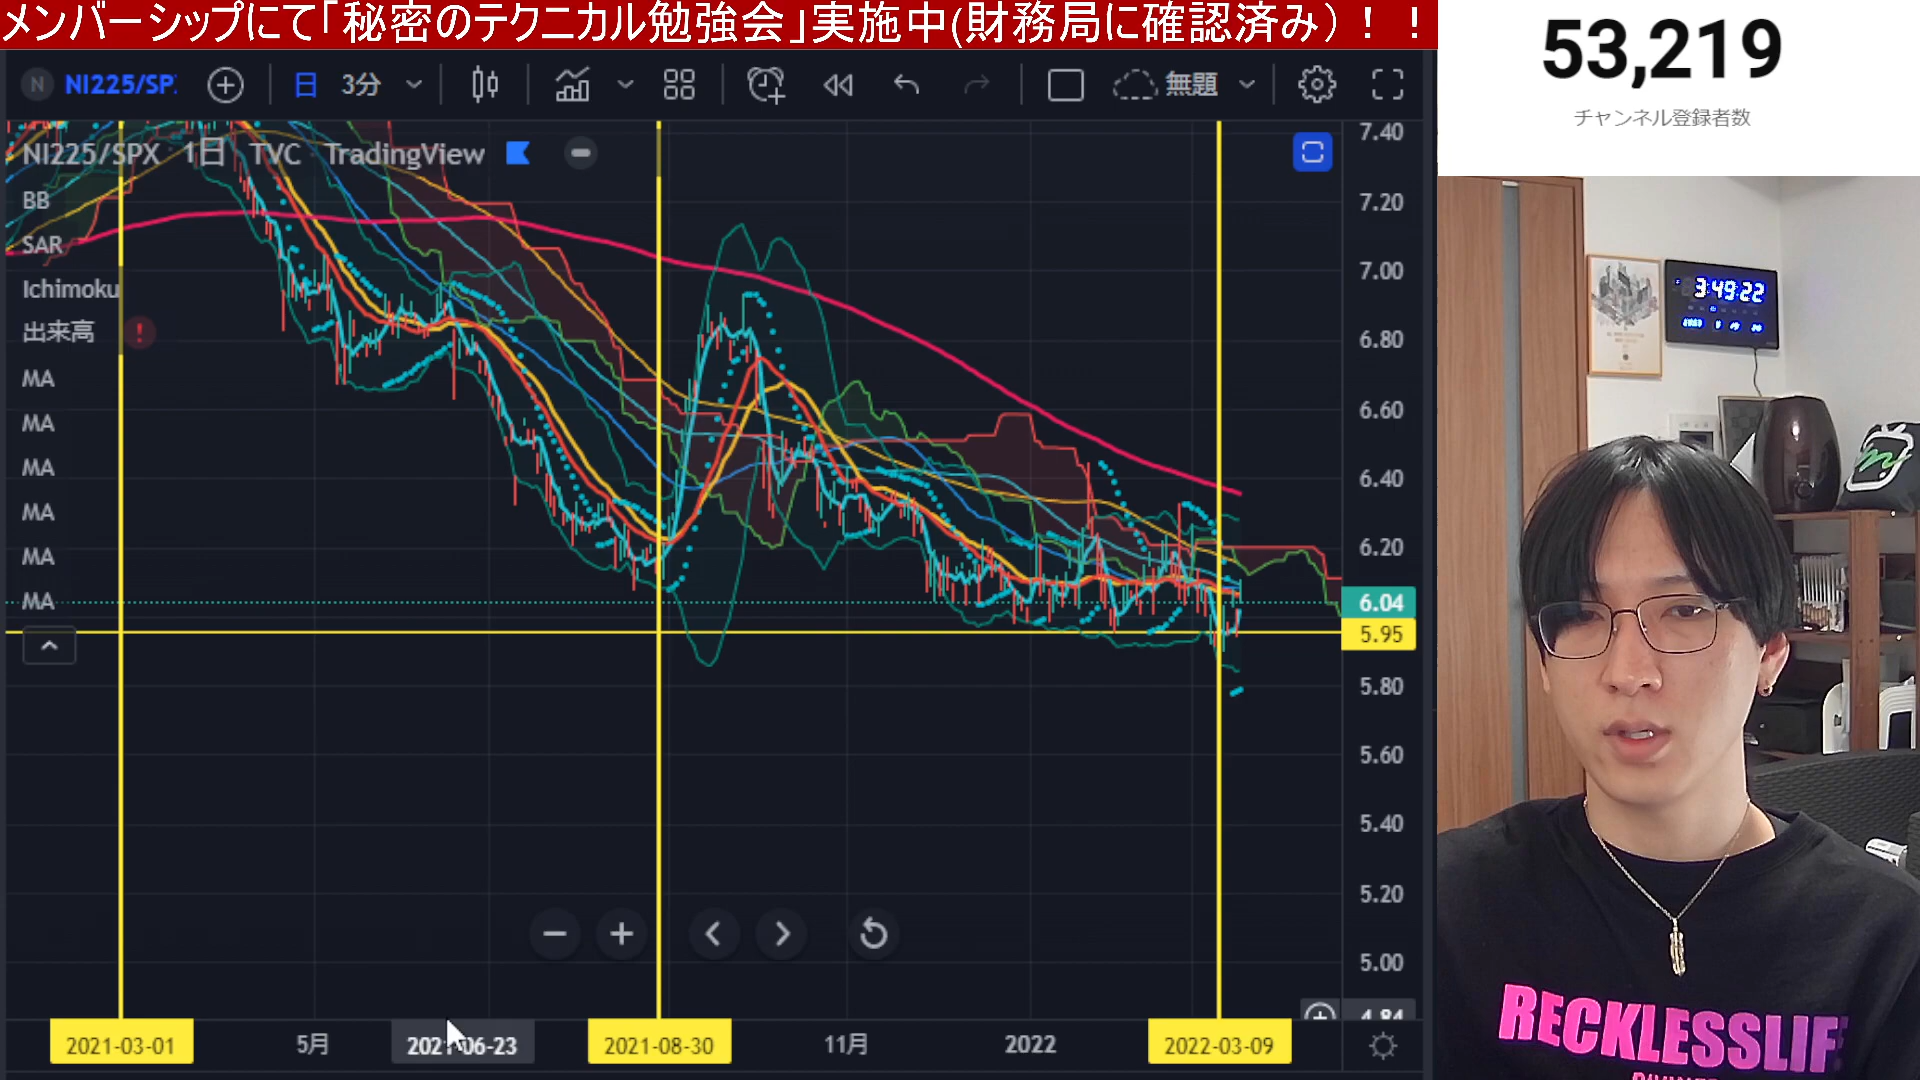 メンバーシップにて「秘密のテクニカル勉強会」実施中(財務局に確認済み）！！
53,219
チャンネル登録者数
N NI225/SP 日 3分 無題
NI225/SPX 1日 TVC TradingView
BB
SAR
Ichimoku
出来高 !
MA
MA
MA
MA
MA
MA
7.40
7.20
7.00
6.80
6.60
6.40
6.20
6.04
5.95
5.80
5.60
5.40
5.20
5.00
4.84
2021-03-01 5月 2021-06-23 2021-08-30 11月 2022 2022-03-09
3:49:22
RECKLESSLIF